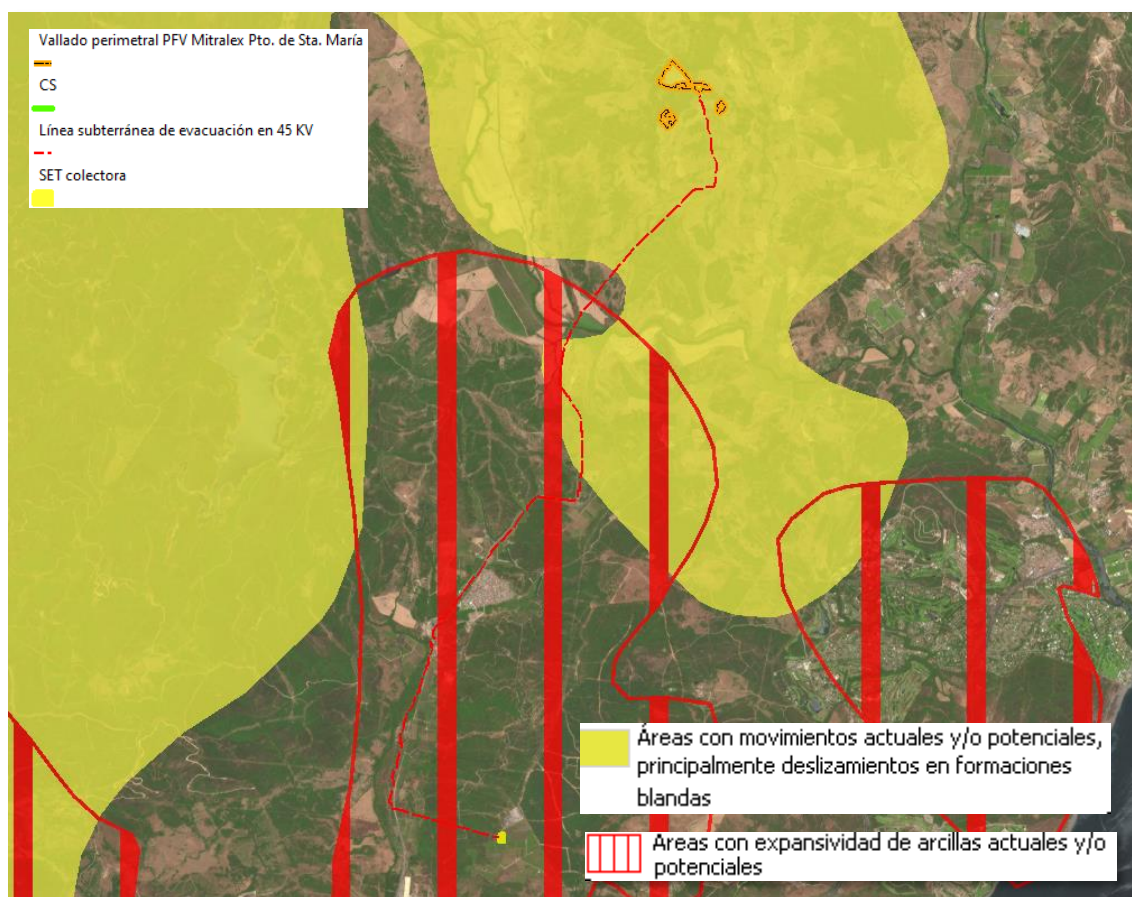 Vallado perimetral PFV Mitralex Pto. de Sta. María
CS
Línea subterránea de evacuación en 45 KV
SET colectora
Áreas con movimientos actuales y/o potenciales,
principalmente deslizamientos en formaciones
blandas
Áreas con expansividad de arcillas actuales y/o
potenciales